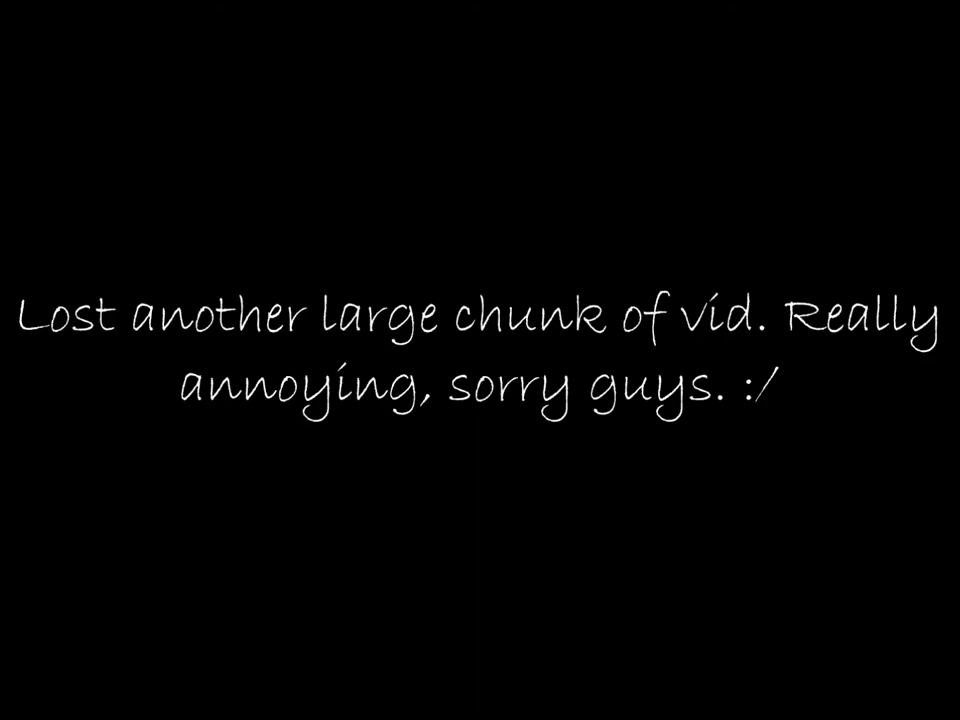 Lost another large chunk of vid. Really
annoying, sorry guys. :/